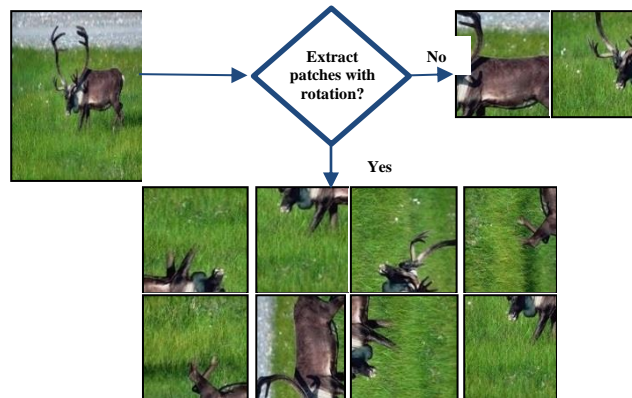 Extract
patches with
rotation?
No
Yes